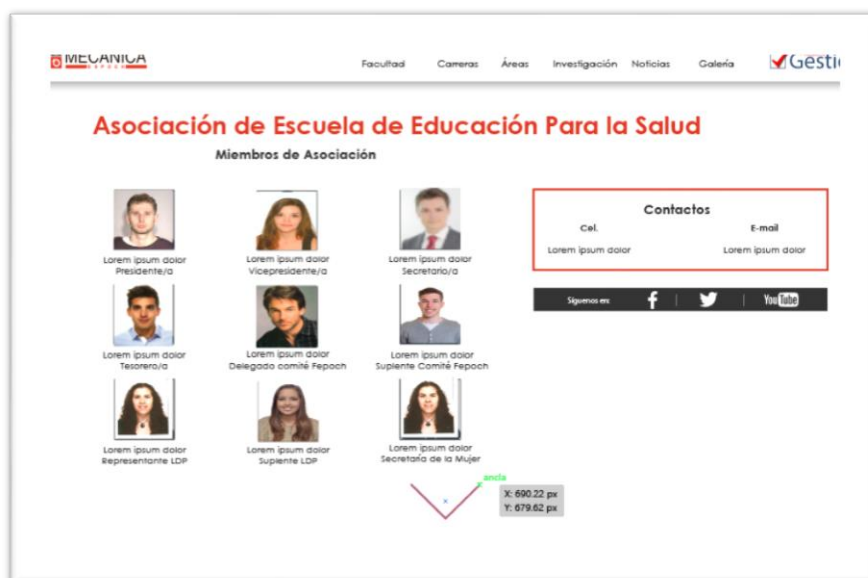 MECANICA
ESPOCH
Facultad Carreras Áreas Investigación Noticias Galería Gesti
Asociación de Escuela de Educación Para la Salud
Miembros de Asociación
Lorem ipsum dolor
Presidente/a
Lorem ipsum dolor
Vicepresidente/a
Lorem ipsum dolor
Secretario/a
Lorem ipsum dolor
Tesorero/a
Lorem ipsum dolor
Delegado comité Fepoch
Lorem ipsum dolor
Suplente Comité Fepoch
Lorem ipsum dolor
Representante LDP
Lorem ipsum dolor
Suplente LDP
Lorem ipsum dolor
Secretaría de la Mujer
Contactos
Cel. E-mail
Lorem ipsum dolor Lorem ipsum dolor
Síguenos en: f YouTube
ancla
X: 690.22 px
Y: 679.62 px